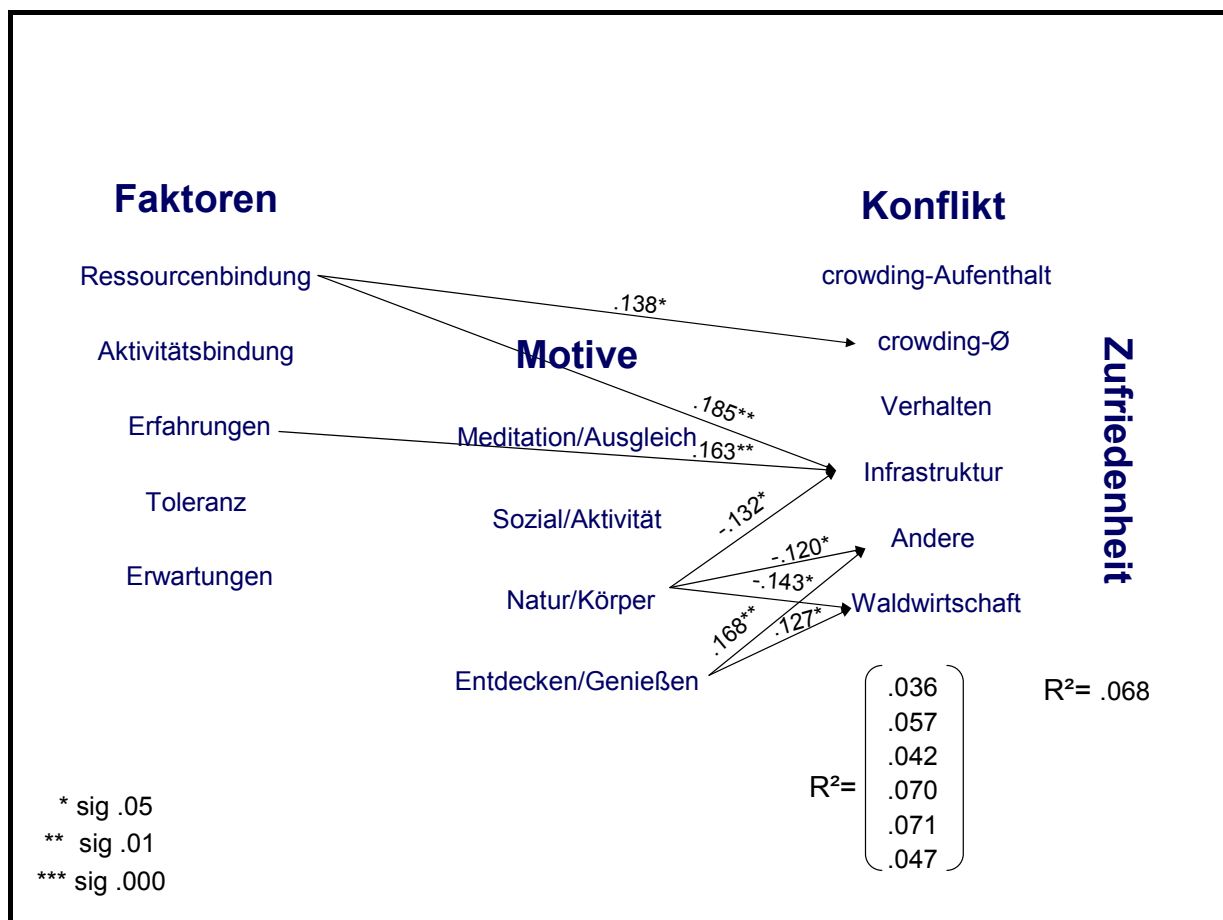 Faktoren
Konflikt
Ressourcenbindung
crowding-Aufenthalt
.138*
Aktivitätsbindung
Motive
crowding-Ø
Zufriedenheit
Erfahrungen
.185**
Verhalten
Meditation/Ausgleich
.163**
Infrastruktur
Toleranz
Sozial/Aktivität
-.132*
Andere
-.120*
Erwartungen
-.143*
Natur/Körper
Waldwirtschaft
.168**
.127*
Entdecken/Genießen
R²=
.036
.057
.042
.070
.071
.047
R²= .068
* sig .05
** sig .01
*** sig .000